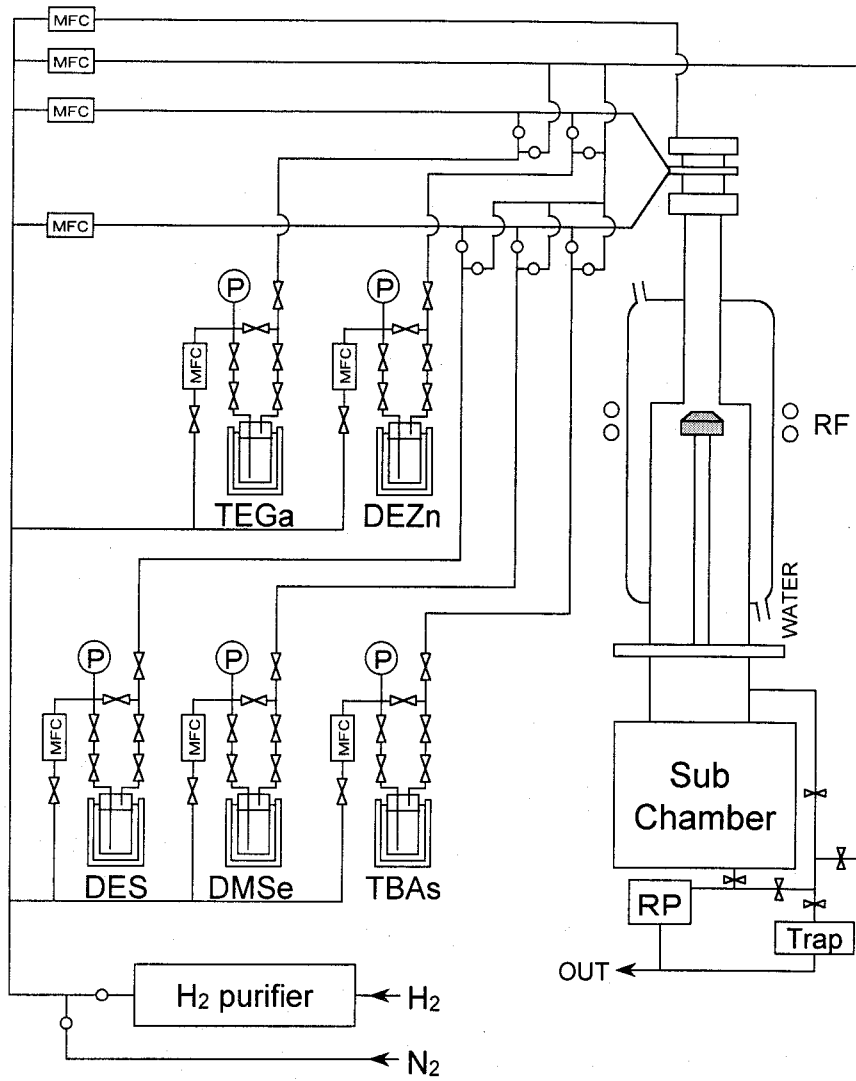 MFC
MFC
MFC
MFC
P
P
MFC
MFC
RF
TEGa
DEZn
WATER
P
P
P
MFC
MFC
MFC
Sub
Chamber
DES
DMSe
TBAs
RP
Trap
OUT
H₂ purifier
H₂
N₂